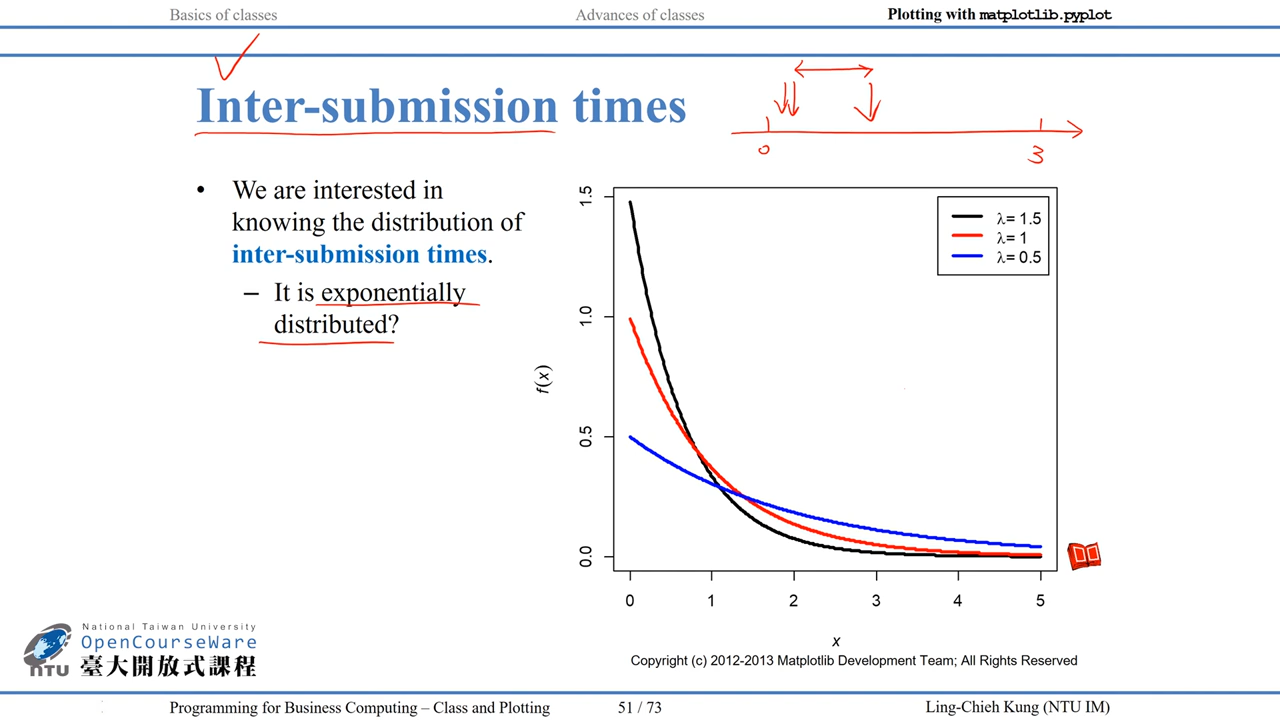 Basics of classes
Advances of classes
Plotting with matplotlib.pyplot
Inter-submission times
0
3
• We are interested in
knowing the distribution of
inter-submission times.
– It is exponentially
distributed?
λ= 1.5
λ= 1
λ= 0.5
1.5
1.0
0.5
0.0
f(x)
0 1 2 3 4 5
x
Copyright (c) 2012-2013 Matplotlib Development Team; All Rights Reserved
National Taiwan University
OpenCourseWare
NTU 臺大開放式課程
Programming for Business Computing – Class and Plotting
51 / 73
Ling-Chieh Kung (NTU IM)